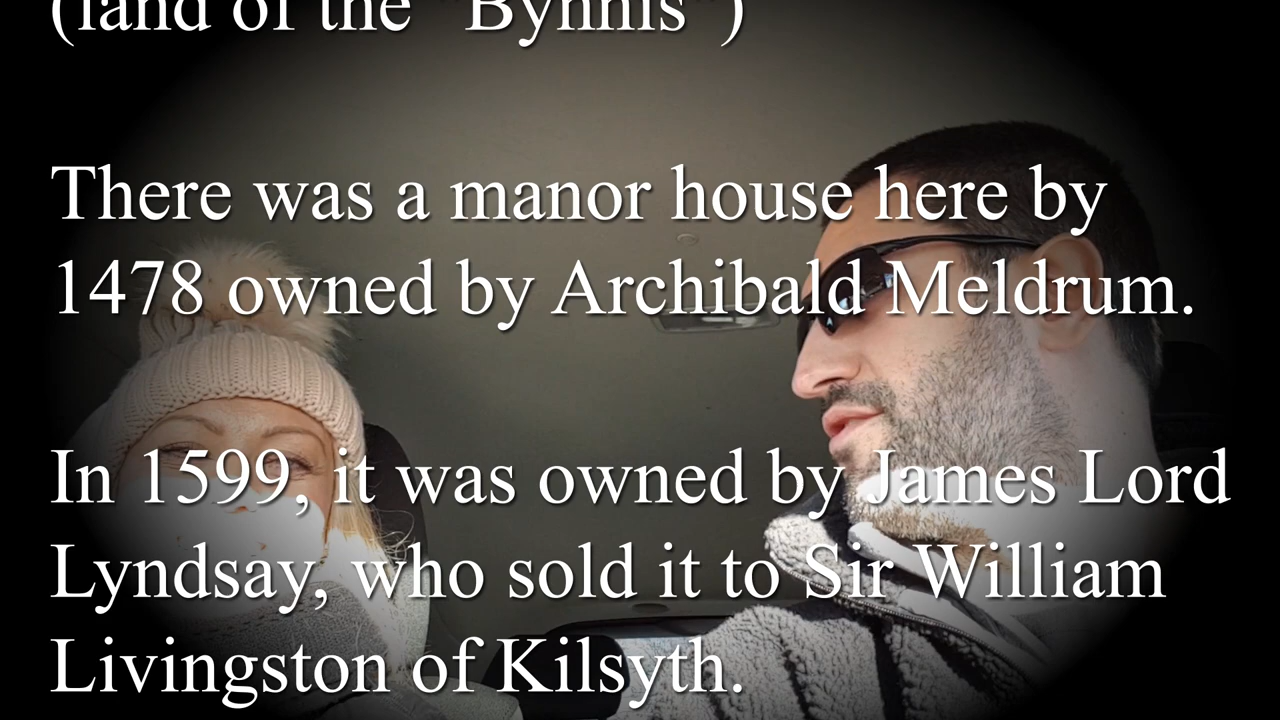 (land of the "Bynnis")
There was a manor house here by
1478 owned by Archibald Meldrum.
In 1599, it was owned by James Lord
Lyndsay, who sold it to Sir William
Livingston of Kilsyth.